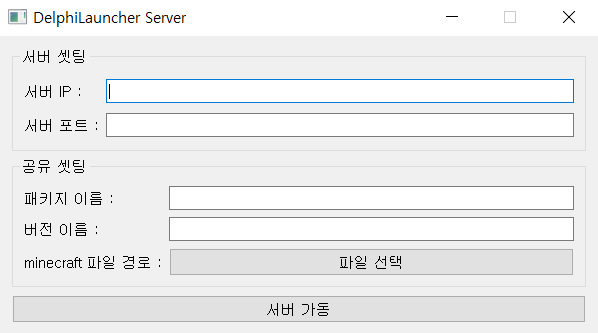 DelphiLauncher Server
서버 셋팅
서버 IP :
서버 포트 :
공유 셋팅
패키지 이름 :
버전 이름 :
minecraft 파일 경로 : 파일 선택
서버 가동